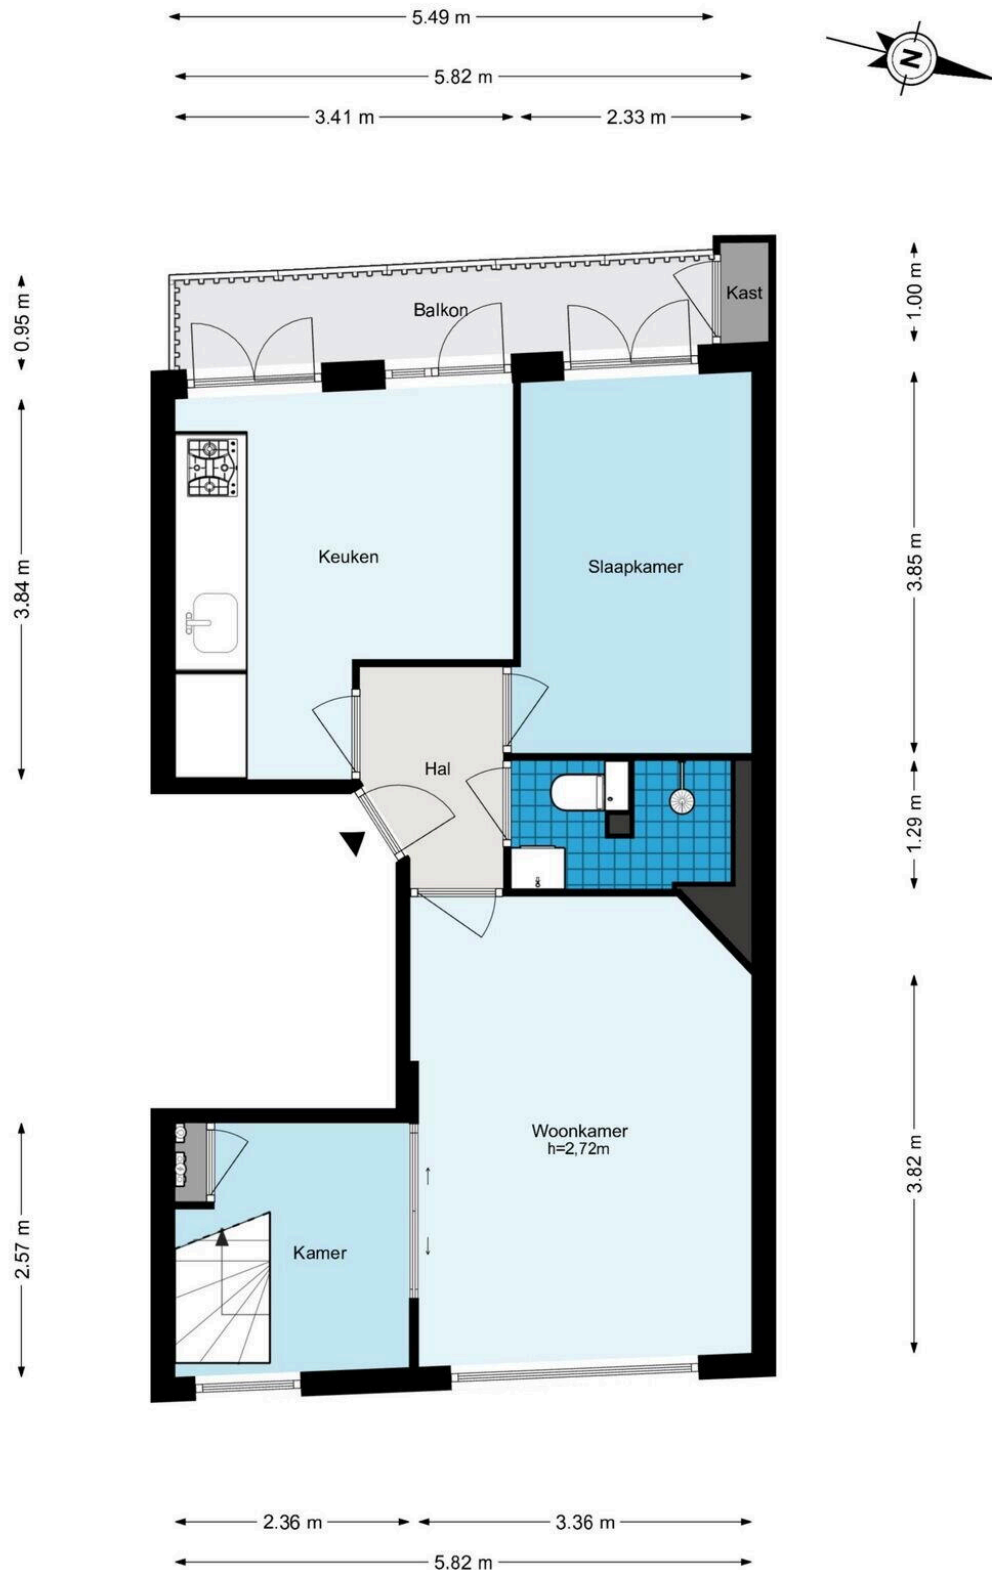 5.49 m
N
5.82 m
3.41 m
2.33 m
0.95 m
1.00 m
Kast
Balkon
3.84 m
Keuken
Slaapkamer
3.85 m
Hal
1.29 m
Woonkamer
h=2,72m
3.82 m
2.57 m
Kamer
2.36 m
3.36 m
5.82 m